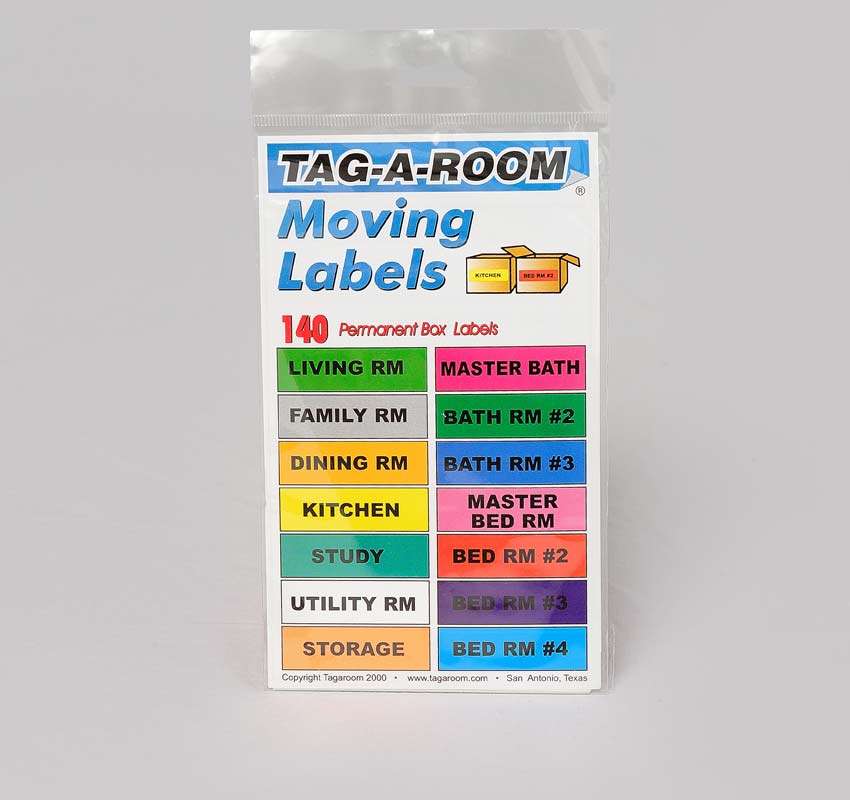 TAG-A-ROOM
®
Moving
Labels
KITCHEN BED RM #2
140 Permanent Box Labels
LIVING RM MASTER BATH
FAMILY RM BATH RM #2
DINING RM BATH RM #3
KITCHEN MASTER BED RM
STUDY BED RM #2
UTILITY RM BED RM #3
STORAGE BED RM #4
Copyright Tagaroom 2000 • www.tagaroom.com • San Antonio, Texas